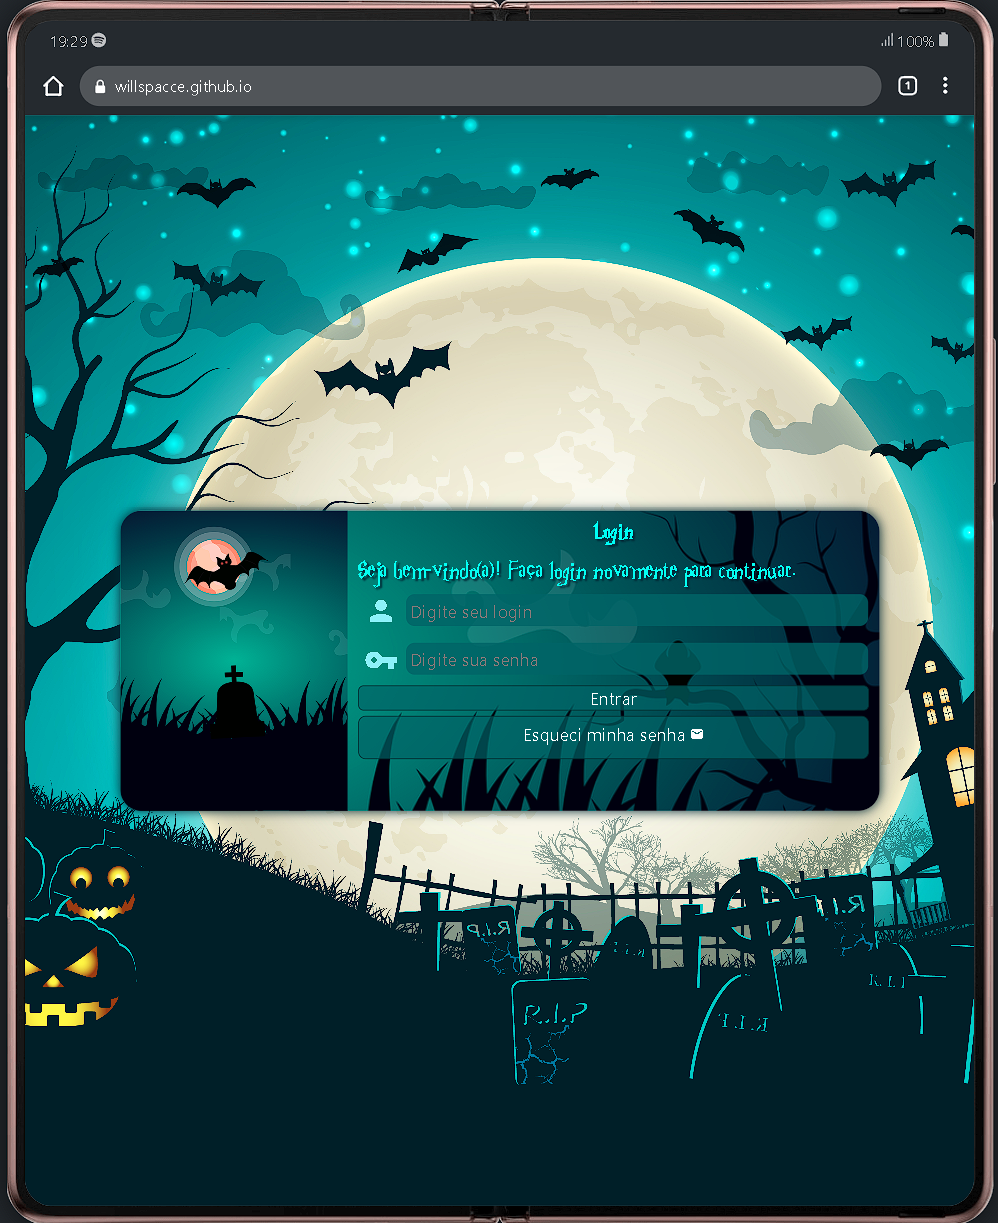 19:29
100%
willspacce.github.io
1
Login
Seja bem-vindo(a)! Faça login novamente para continuar.
Digite seu login
Digite sua senha
Entrar
Esqueci minha senha
R.I.P
R.I.P
R.I.P
R.I.P